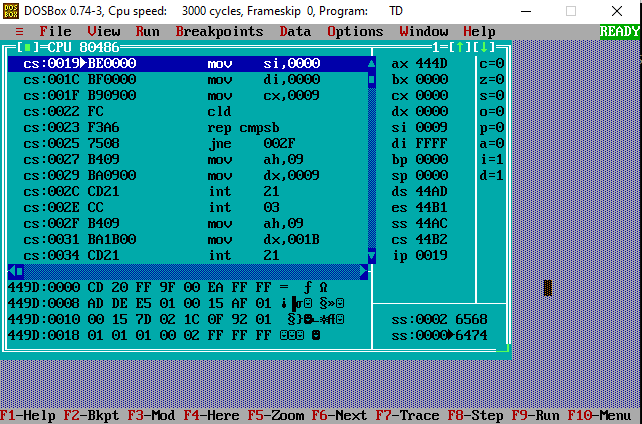 DOSBox 0.74-3, Cpu speed: 3000 cycles, Frameskip 0, Program: TD
≡ File View Run Breakpoints Data Options Window Help READY
[■]=CPU 80486 1=[↑][↓]
cs:0019►BE0000 mov si,0000 ax 444D c=0
cs:001C BF0000 mov di,0000 bx 0000 z=0
cs:001F B90900 mov cx,0009 cx 0000 s=0
cs:0022 FC cld dx 0000 o=0
cs:0023 F3A6 rep cmpsb si 0009 p=0
cs:0025 7508 jne 002F di FFFF a=0
cs:0027 B409 mov ah,09 bp 0000 i=1
cs:0029 BA0900 mov dx,0009 sp 0000 d=1
cs:002C CD21 int 21 ds 44AD
cs:002E CC int 03 es 44B1
cs:002F B409 mov ah,09 ss 44AC
cs:0031 BA1B00 mov dx,001B cs 44B2
cs:0034 CD21 int 21 ip 0019
449D:0000 CD 20 FF 9F 00 EA FF FF = ƒ Ω
449D:0008 AD DE E5 01 00 15 AF 01 ¡▐σ☺ §»☺
449D:0010 00 15 7D 02 1C 0F 92 01 §}☻∟☼Æ☺ ss:0002 6568
449D:0018 01 01 01 00 02 FF FF FF ☺☺☺ ☻ ss:0000►6474
F1-Help F2-Bkpt F3-Mod F4-Here F5-Zoom F6-Next F7-Trace F8-Step F9-Run F10-Menu